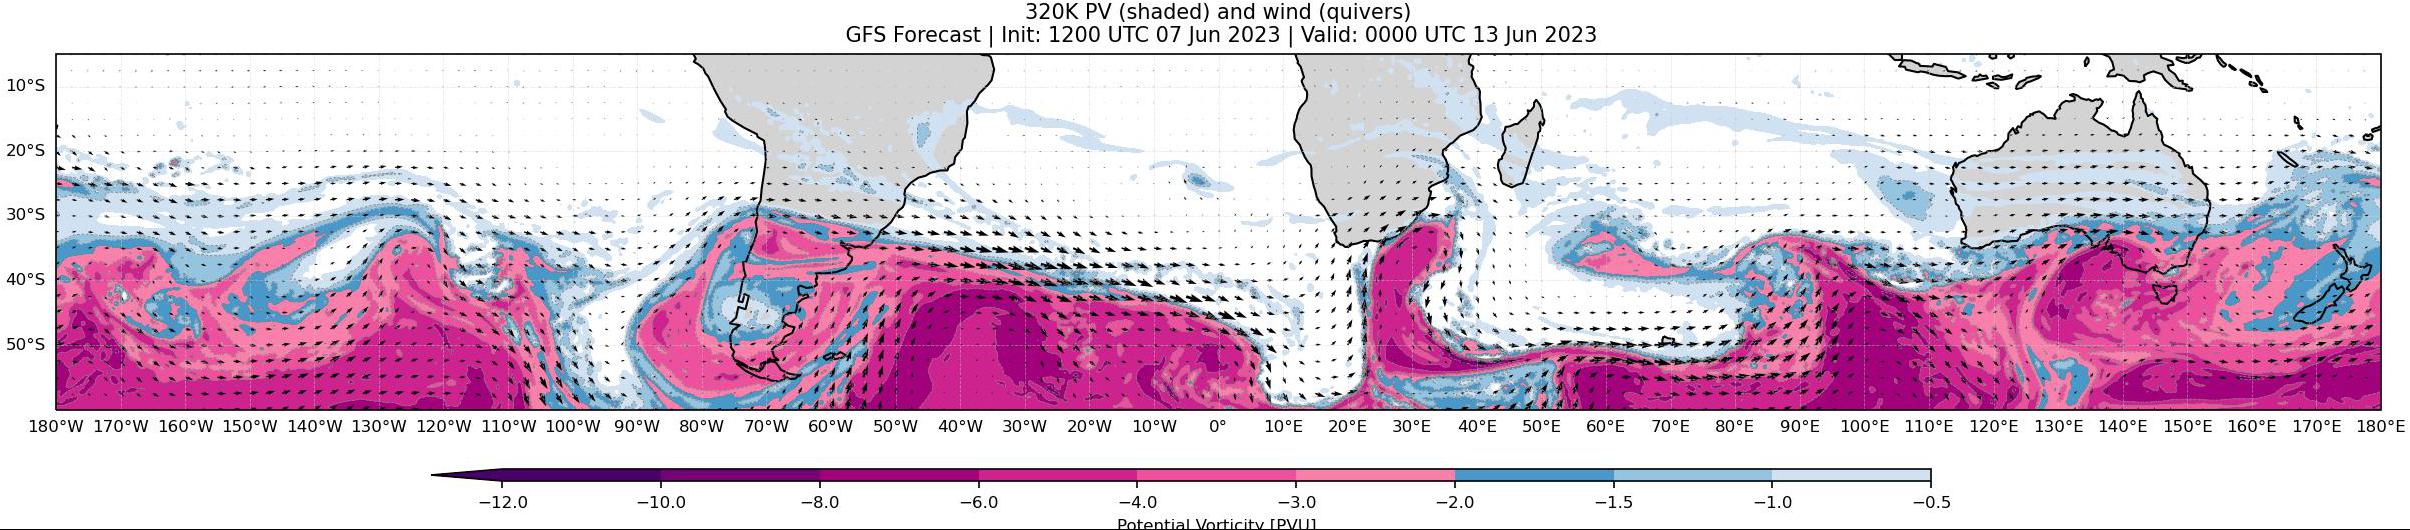 320K PV (shaded) and wind (quivers)
GFS Forecast | Init: 1200 UTC 07 Jun 2023 | Valid: 0000 UTC 13 Jun 2023
10°S
20°S
30°S
40°S
50°S
180°W 170°W 160°W 150°W 140°W 130°W 120°W 110°W 100°W 90°W 80°W 70°W 60°W 50°W 40°W 30°W 20°W 10°W 0° 10°E 20°E 30°E 40°E 50°E 60°E 70°E 80°E 90°E 100°E 110°E 120°E 130°E 140°E 150°E 160°E 170°E 180°E
−12.0 −10.0 −8.0 −6.0 −4.0 −3.0 −2.0 −1.5 −1.0 −0.5
Potential Vorticity [PVU]